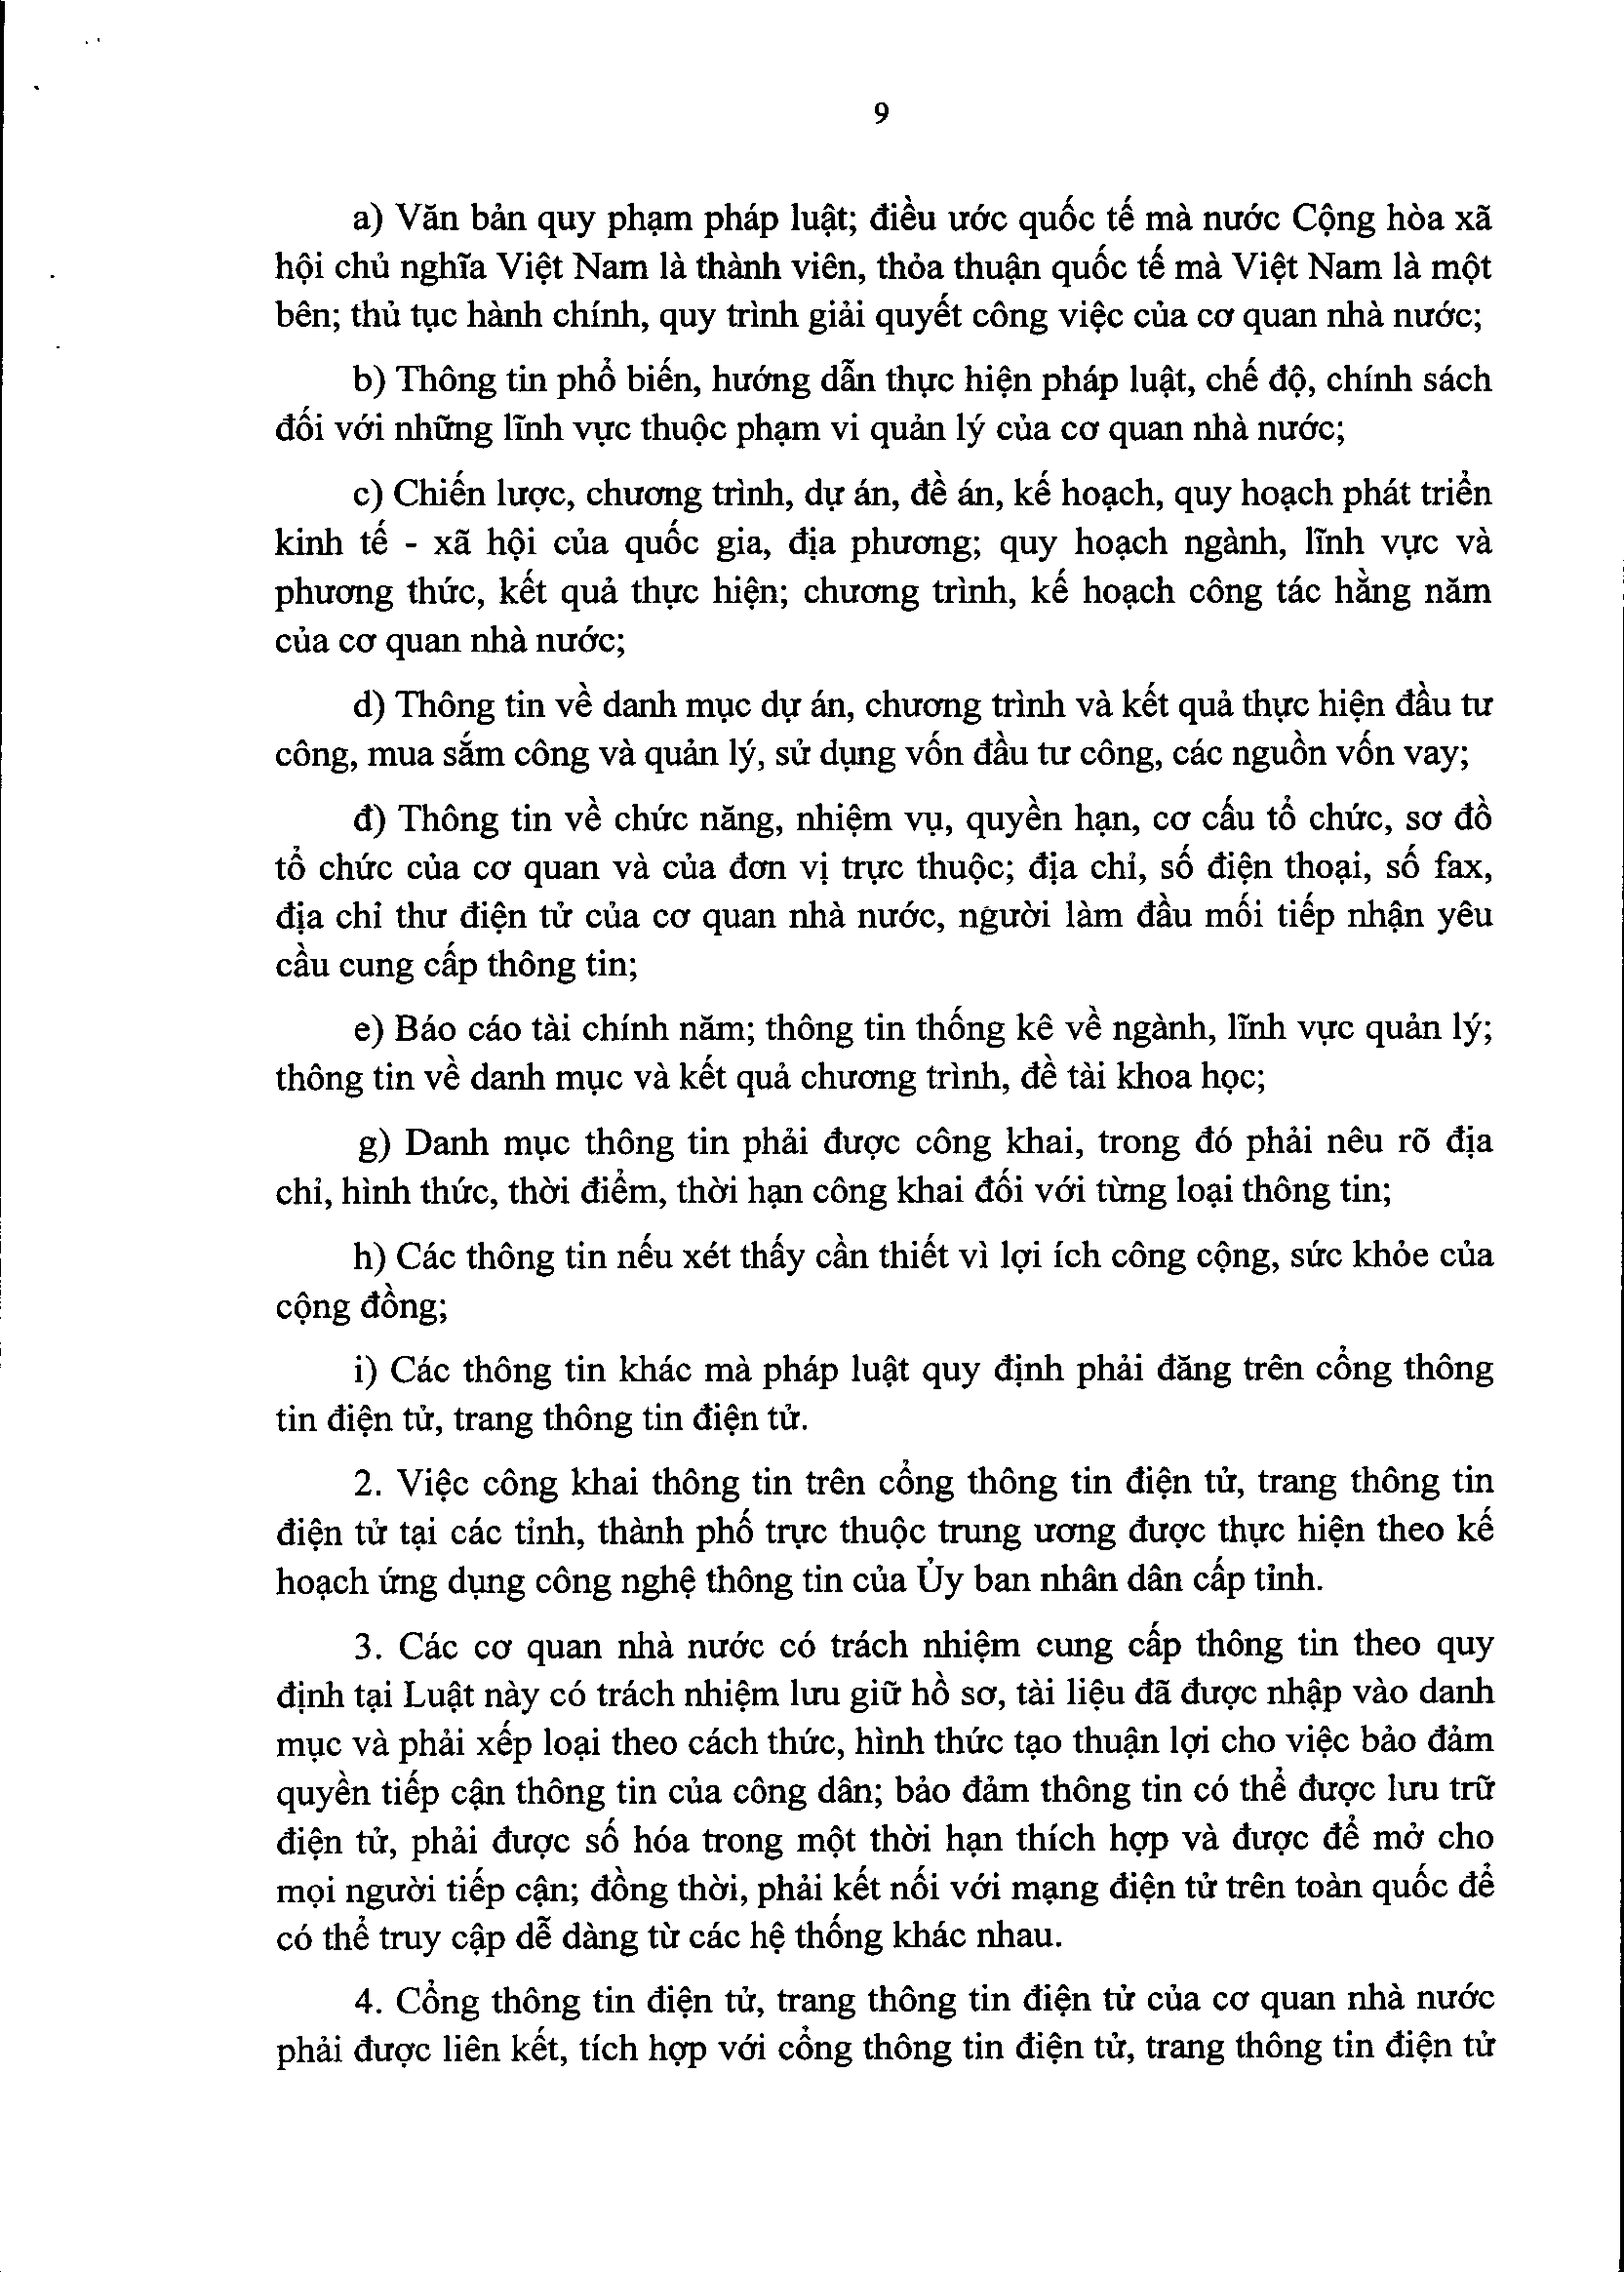 9
a) Văn bản quy phạm pháp luật; điều ước quốc tế mà nước Cộng hòa xã
hội chủ nghĩa Việt Nam là thành viên, thỏa thuận quốc tế mà Việt Nam là một
bên; thủ tục hành chính, quy trình giải quyết công việc của cơ quan nhà nước;
b) Thông tin phổ biến, hướng dẫn thực hiện pháp luật, chế độ, chính sách
đối với những lĩnh vực thuộc phạm vi quản lý của cơ quan nhà nước;
c) Chiến lược, chương trình, dự án, đề án, kế hoạch, quy hoạch phát triển
kinh tế - xã hội của quốc gia, địa phương; quy hoạch ngành, lĩnh vực và
phương thức, kết quả thực hiện; chương trình, kế hoạch công tác hằng năm
của cơ quan nhà nước;
d) Thông tin về danh mục dự án, chương trình và kết quả thực hiện đầu tư
công, mua sắm công và quản lý, sử dụng vốn đầu tư công, các nguồn vốn vay;
đ) Thông tin về chức năng, nhiệm vụ, quyền hạn, cơ cấu tổ chức, sơ đồ
tổ chức của cơ quan và của đơn vị trực thuộc; địa chỉ, số điện thoại, số fax,
địa chỉ thư điện tử của cơ quan nhà nước, người làm đầu mối tiếp nhận yêu
cầu cung cấp thông tin;
e) Báo cáo tài chính năm; thông tin thống kê về ngành, lĩnh vực quản lý;
thông tin về danh mục và kết quả chương trình, đề tài khoa học;
g) Danh mục thông tin phải được công khai, trong đó phải nêu rõ địa
chỉ, hình thức, thời điểm, thời hạn công khai đối với từng loại thông tin;
h) Các thông tin nếu xét thấy cần thiết vì lợi ích công cộng, sức khỏe của
cộng đồng;
i) Các thông tin khác mà pháp luật quy định phải đăng trên cổng thông
tin điện tử, trang thông tin điện tử.
2. Việc công khai thông tin trên cổng thông tin điện tử, trang thông tin
điện tử tại các tỉnh, thành phố trực thuộc trung ương được thực hiện theo kế
hoạch ứng dụng công nghệ thông tin của Ủy ban nhân dân cấp tỉnh.
3. Các cơ quan nhà nước có trách nhiệm cung cấp thông tin theo quy
định tại Luật này có trách nhiệm lưu giữ hồ sơ, tài liệu đã được nhập vào danh
mục và phải xếp loại theo cách thức, hình thức tạo thuận lợi cho việc bảo đảm
quyền tiếp cận thông tin của công dân; bảo đảm thông tin có thể được lưu trữ
điện tử, phải được số hóa trong một thời hạn thích hợp và được để mở cho
mọi người tiếp cận; đồng thời, phải kết nối với mạng điện tử trên toàn quốc để
có thể truy cập dễ dàng từ các hệ thống khác nhau.
4. Cổng thông tin điện tử, trang thông tin điện tử của cơ quan nhà nước
phải được liên kết, tích hợp với cổng thông tin điện tử, trang thông tin điện tử